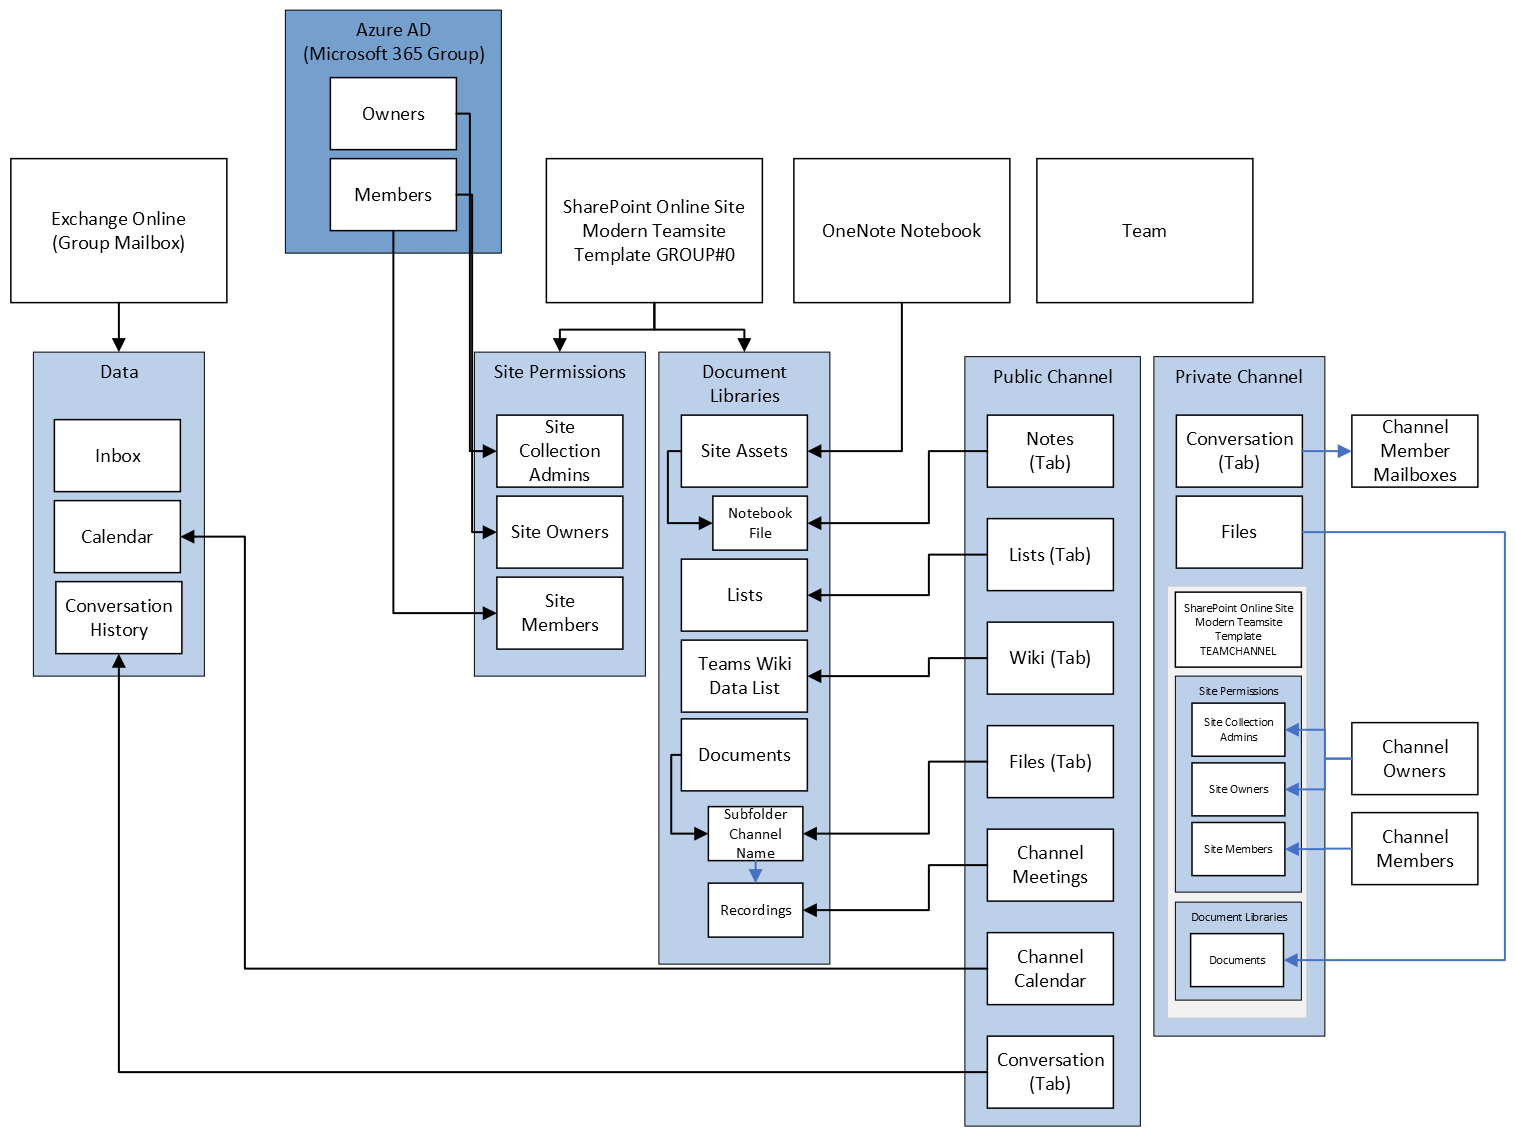 Azure AD
(Microsoft 365 Group)
Owners
Members
Exchange Online
(Group Mailbox)
SharePoint Online Site
Modern Teamsite
Template GROUP#0
OneNote Notebook
Team
Data
Inbox
Calendar
Conversation
History
Site Permissions
Site
Collection
Admins
Site Owners
Site
Members
Document
Libraries
Site Assets
Notebook
File
Lists
Teams Wiki
Data List
Documents
Subfolder
Channel
Name
Recordings
Public Channel
Notes
(Tab)
Lists (Tab)
Wiki (Tab)
Files (Tab)
Channel
Meetings
Channel
Calendar
Conversation
(Tab)
Private Channel
Conversation
(Tab)
Files
SharePoint Online Site
Modern Teamsite
Template
TEAMCHANNEL
Site Permissions
Site Collection
Admins
Site Owners
Site Members
Document Libraries
Documents
Channel
Member
Mailboxes
Channel
Owners
Channel
Members